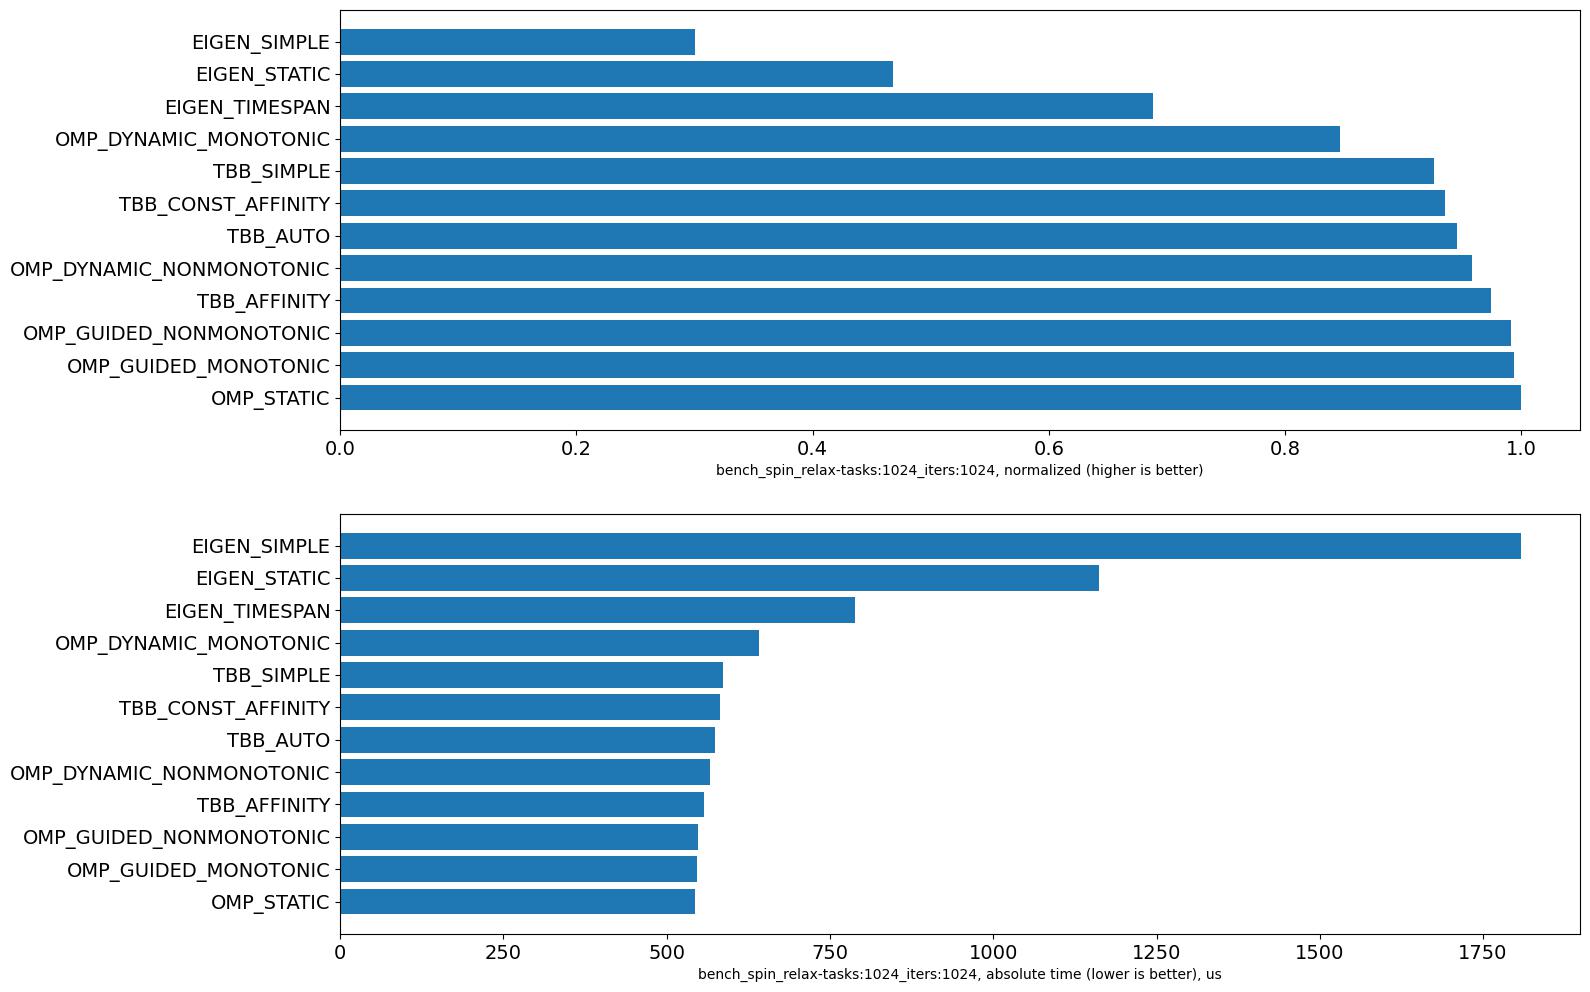 EIGEN_SIMPLE
EIGEN_STATIC
EIGEN_TIMESPAN
OMP_DYNAMIC_MONOTONIC
TBB_SIMPLE
TBB_CONST_AFFINITY
TBB_AUTO
OMP_DYNAMIC_NONMONOTONIC
TBB_AFFINITY
OMP_GUIDED_NONMONOTONIC
OMP_GUIDED_MONOTONIC
OMP_STATIC
0.0 0.2 0.4 0.6 0.8 1.0
bench_spin_relax-tasks:1024_iters:1024, normalized (higher is better)
EIGEN_SIMPLE
EIGEN_STATIC
EIGEN_TIMESPAN
OMP_DYNAMIC_MONOTONIC
TBB_SIMPLE
TBB_CONST_AFFINITY
TBB_AUTO
OMP_DYNAMIC_NONMONOTONIC
TBB_AFFINITY
OMP_GUIDED_NONMONOTONIC
OMP_GUIDED_MONOTONIC
OMP_STATIC
0 250 500 750 1000 1250 1500 1750
bench_spin_relax-tasks:1024_iters:1024, absolute time (lower is better), us